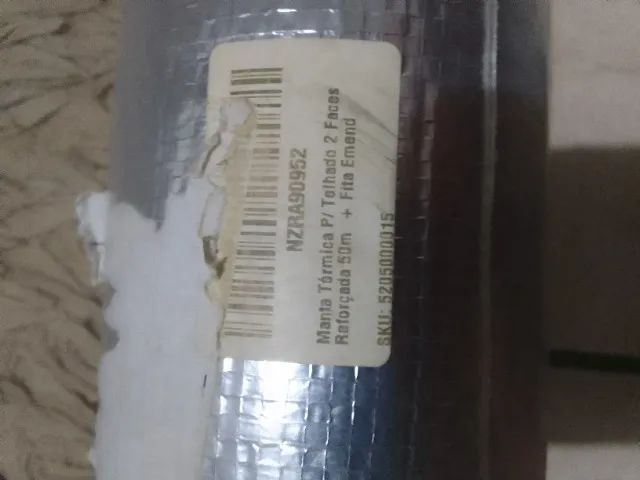 NZRA90952
Manta Térmica P/ Telhado 2 Faces
Reforçada 50m + Fita Emend
SKU: 5205000015